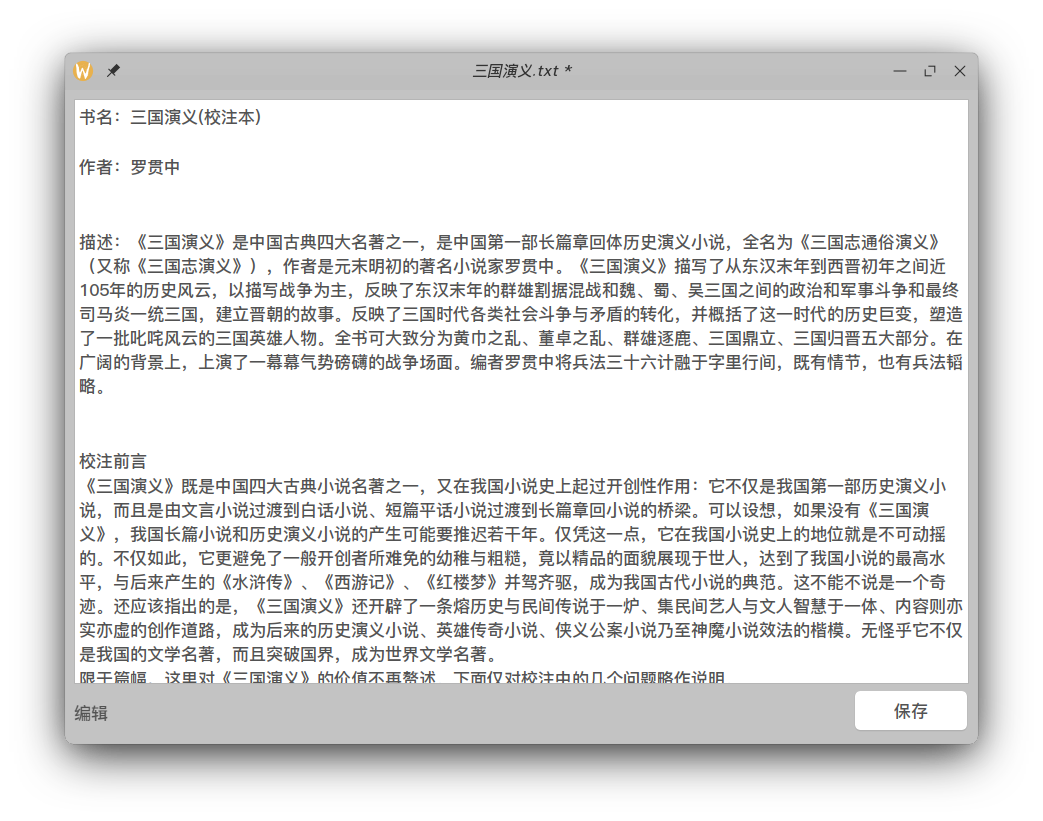 三国演义.txt *
书名：三国演义(校注本)
作者：罗贯中
描述：《三国演义》是中国古典四大名著之一，是中国第一部长篇章回体历史演义小说，全名为《三国志通俗演义》
（又称《三国志演义》），作者是元末明初的著名小说家罗贯中。《三国演义》描写了从东汉末年到西晋初年之间近
105年的历史风云，以描写战争为主，反映了东汉末年的群雄割据混战和魏、蜀、吴三国之间的政治和军事斗争和最终
司马炎一统三国，建立晋朝的故事。反映了三国时代各类社会斗争与矛盾的转化，并概括了这一时代的历史巨变，塑造
了一批叱咤风云的三国英雄人物。全书可大致分为黄巾之乱、董卓之乱、群雄逐鹿、三国鼎立、三国归晋五大部分。在
广阔的背景上，上演了一幕幕气势磅礴的战争场面。编者罗贯中将兵法三十六计融于字里行间，既有情节，也有兵法韬
略。
校注前言
《三国演义》既是中国四大古典小说名著之一，又在我国小说史上起过开创性作用：它不仅是我国第一部历史演义小
说，而且是由文言小说过渡到白话小说、短篇平话小说过渡到长篇章回小说的桥梁。可以设想，如果没有《三国演
义》，我国长篇小说和历史演义小说的产生可能要推迟若干年。仅凭这一点，它在我国小说史上的地位就是不可动摇
的。不仅如此，它更避免了一般开创者所难免的幼稚与粗糙，竟以精品的面貌展现于世人，达到了我国小说的最高水
平，与后来产生的《水浒传》、《西游记》、《红楼梦》并驾齐驱，成为我国古代小说的典范。这不能不说是一个奇
迹。还应该指出的是，《三国演义》还开辟了一条熔历史与民间传说于一炉、集民间艺人与文人智慧于一体、内容则亦
实亦虚的创作道路，成为后来的历史演义小说、英雄传奇小说、侠义公案小说乃至神魔小说效法的楷模。无怪乎它不仅
是我国的文学名著，而且突破国界，成为世界文学名著。
限于篇幅，这里对《三国演义》的价值不再赘述，下面仅对校注中的几个问题略作说明
编辑
保存